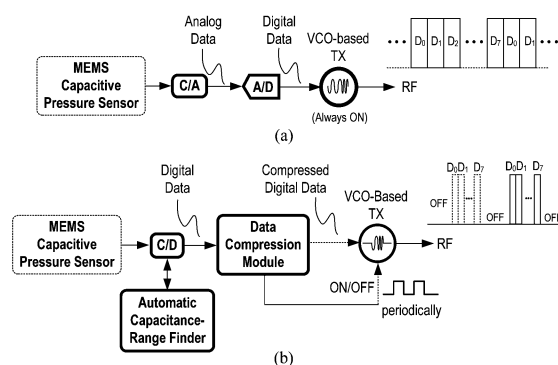 Analog
Data
Digital
Data
VCO-based
TX
D0 D1 D2 D7 D0 D1
MEMS
Capacitive
Pressure Sensor
C/A
A/D
RF
(Always ON)
(a)
Digital
Data
Compressed
Digital Data
VCO-Based
TX
D0 D1 D7 D0 D1 D7
OFF OFF OFF
MEMS
Capacitive
Pressure Sensor
C/D
Data
Compression
Module
RF
ON/OFF
periodically
Automatic
Capacitance-
Range Finder
(b)